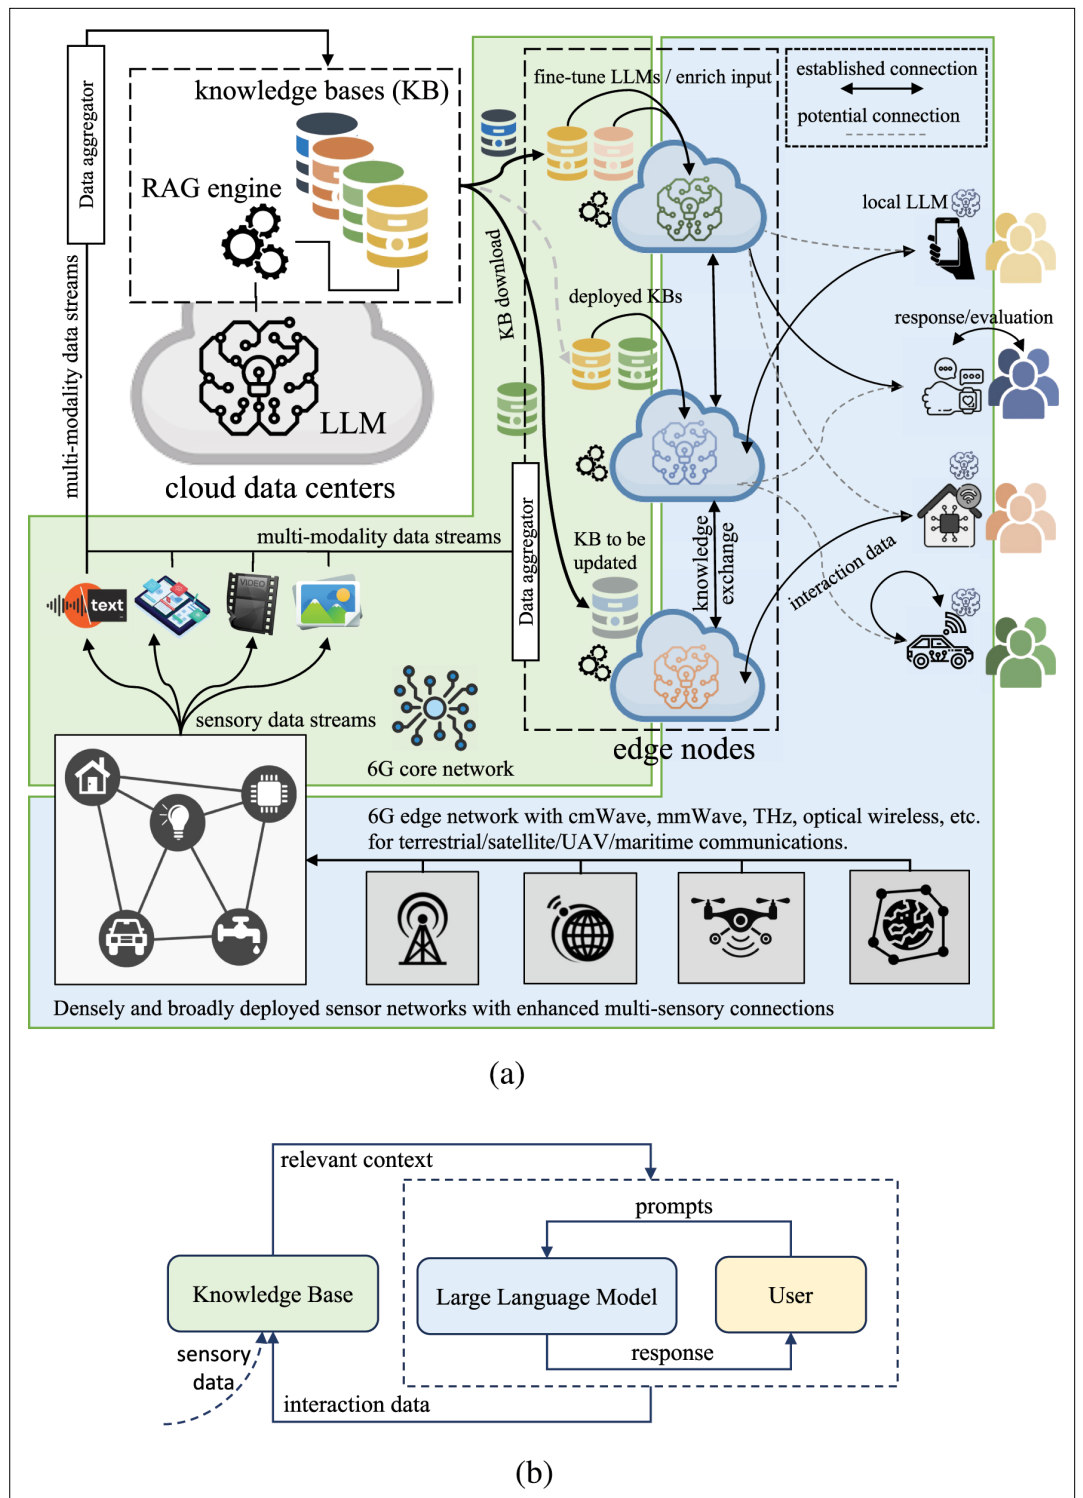 Data aggregator
knowledge bases (KB)
RAG engine
LLM
cloud data centers
multi-modality data streams
KB download
fine-tune LLMs / enrich input
deployed KBs
KB to be
updated
Data aggregator
knowledge
exchange
edge nodes
established connection
potential connection
local LLM
response/evaluation
interaction data
multi-modality data streams
text
VIDEO
sensory data streams
6G core network
6G edge network with cmWave, mmWave, THz, optical wireless, etc.
for terrestrial/satellite/UAV/maritime communications.
Densely and broadly deployed sensor networks with enhanced multi-sensory connections
(a)
relevant context
prompts
Knowledge Base
Large Language Model
User
response
sensory
data
interaction data
(b)